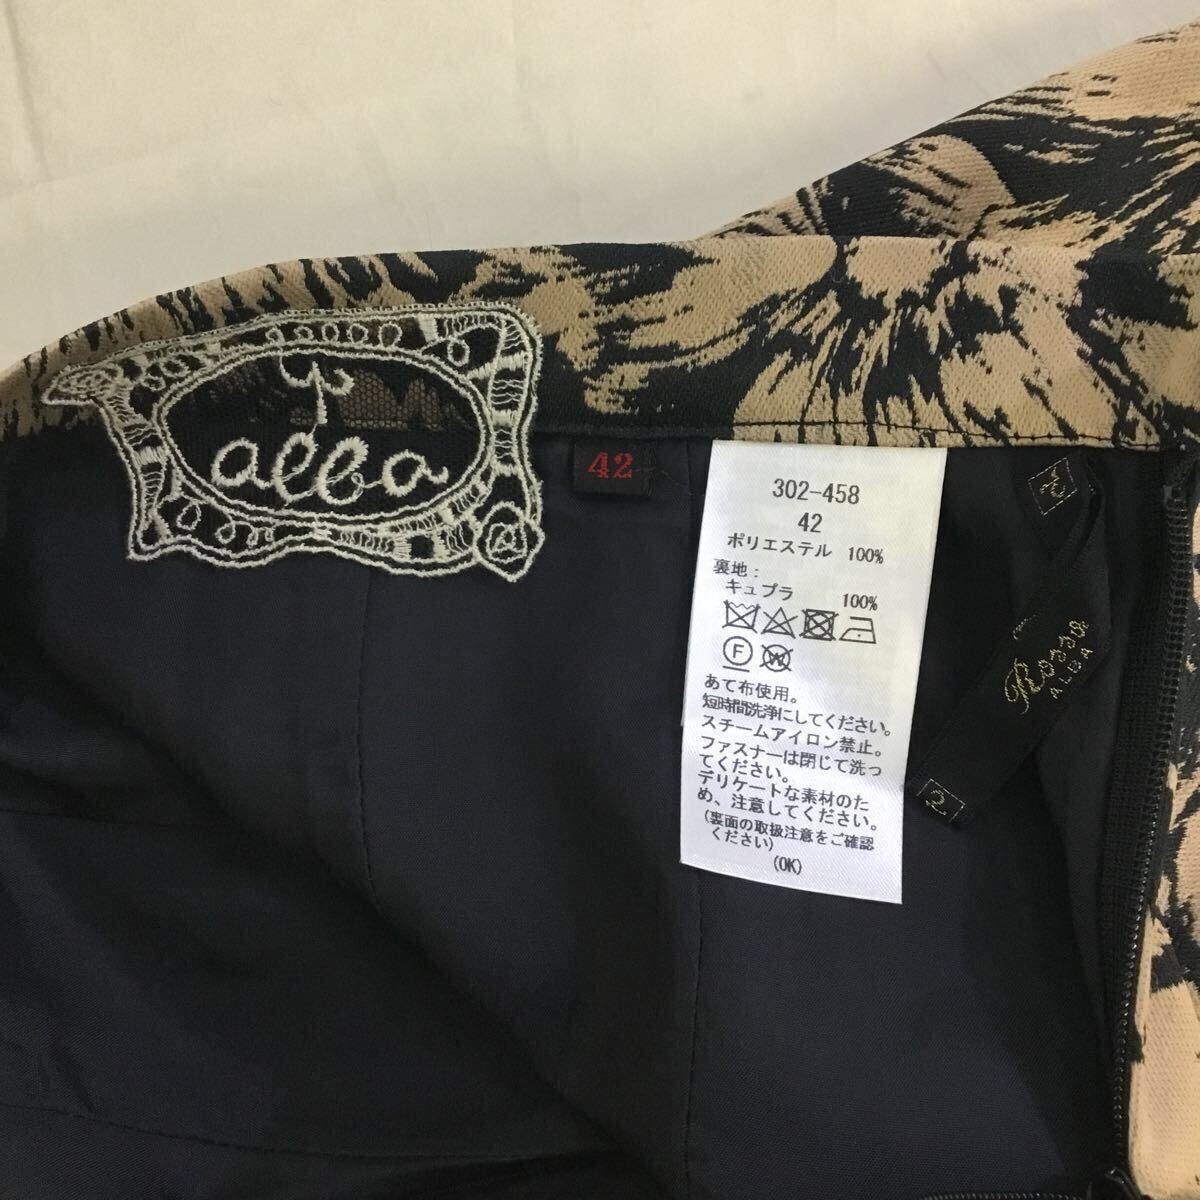 alba
42
302-458
42
ポリエステル 100%
裏地：
キュプラ 100%
F
W
あて布使用。
短時間洗浄にしてください。
スチームアイロン禁止。
ファスナーは閉じて洗っ
てください。
デリケートな素材のた
め、注意してください。
(裏面の取扱注意をご確認
ください)
(OK)
Rosso
ALBA